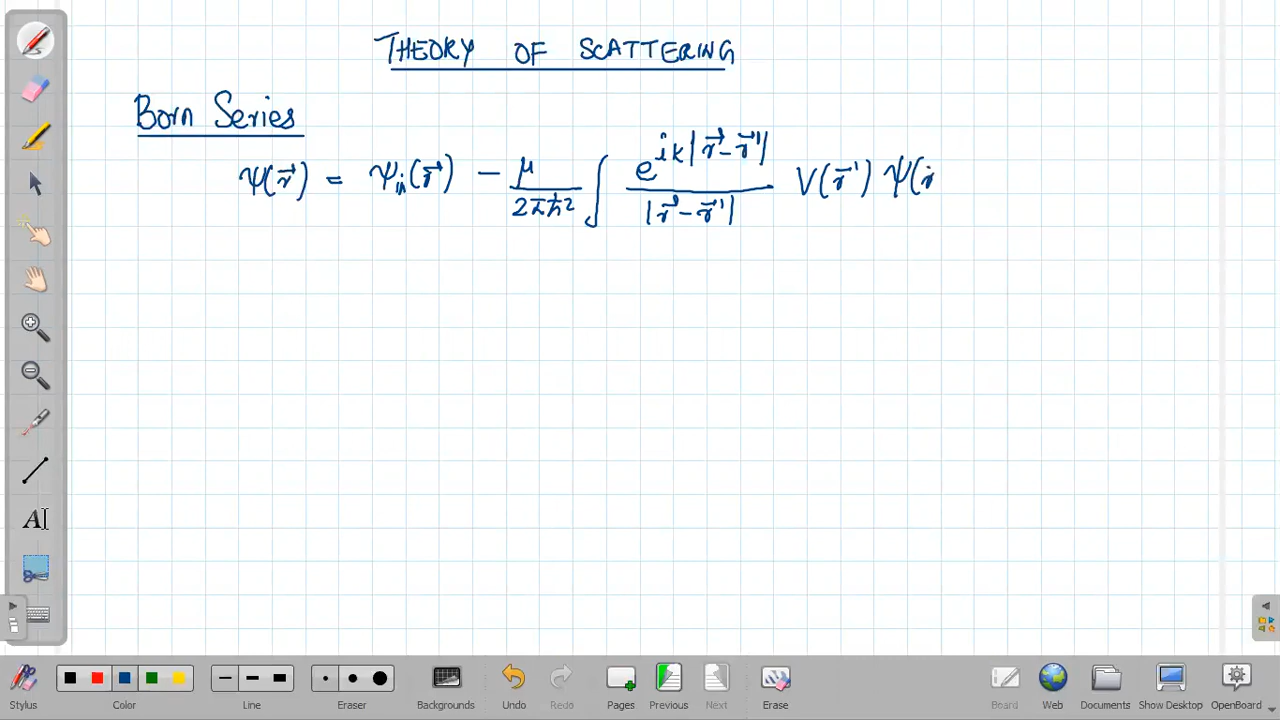 THEORY OF SCATTERING
Born Series
ψ(r⃗) = ψ_in(r⃗) − μ/2πℏ² ∫ e^{ik|r⃗−r⃗'|}/|r⃗−r⃗'| V(r⃗') ψ(r
A
Stylus Color Line Eraser Backgrounds Undo Redo Pages Previous Next Erase Board Web Documents Show Desktop OpenBoard